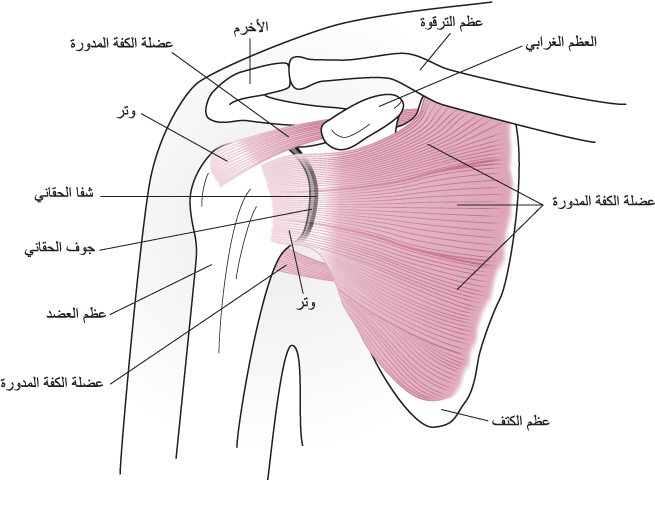 عظم الترقوة
الأخرم
العظم الغرابي
عضلة الكفة المدورة
وتر
شفا الحقاني
عضلة الكفة المدورة
جوف الحقاني
وتر
عظم العضد
عضلة الكفة المدورة
عظم الكتف